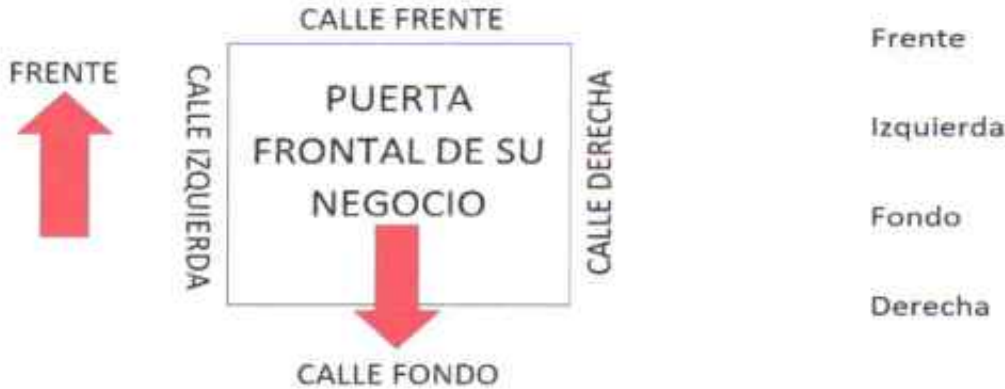 CALLE FRENTE
FRENTE
CALLE IZQUIERDA
PUERTA
FRONTAL DE SU
NEGOCIO
CALLE DERECHA
CALLE FONDO
Frente
Izquierda
Fondo
Derecha